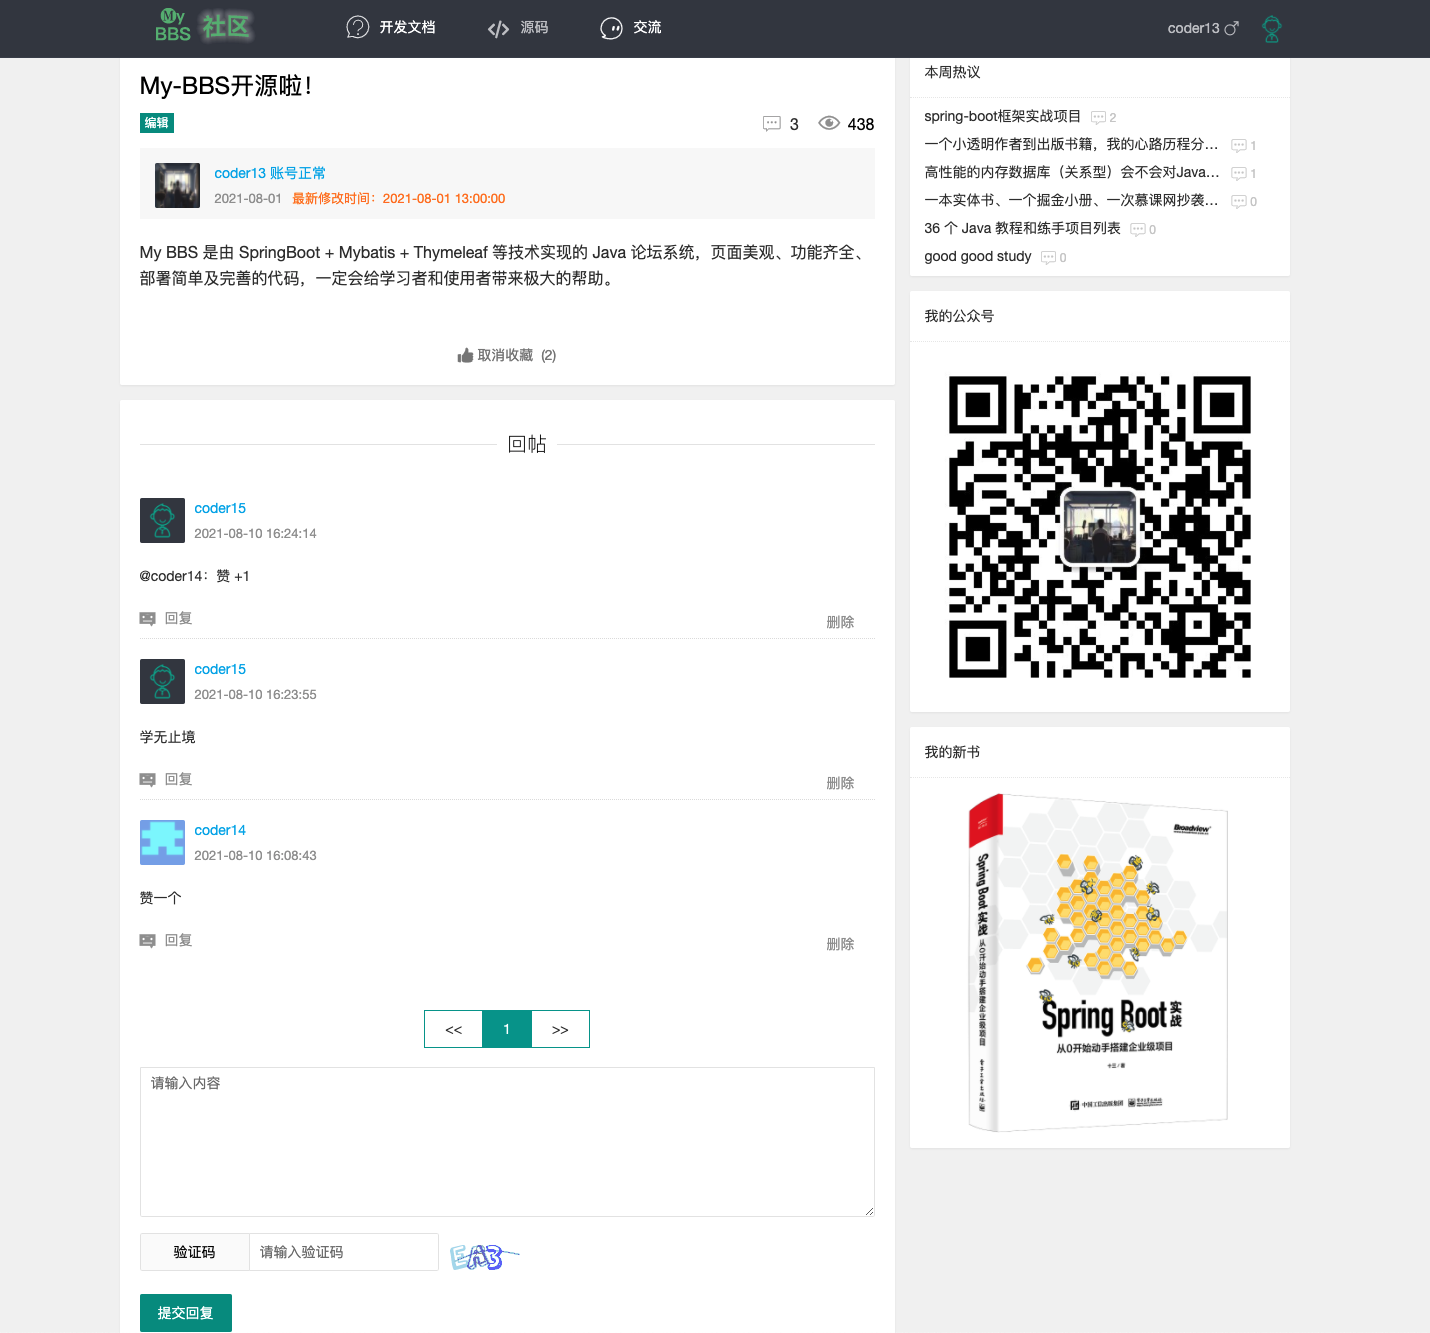 My
BBS 社区
开发文档
源码
交流
coder13
My-BBS开源啦!
编辑
3
438
coder13 账号正常
2021-08-01 最新修改时间：2021-08-01 13:00:00
My BBS 是由 SpringBoot + Mybatis + Thymeleaf 等技术实现的 Java 论坛系统，页面美观、功能齐全、
部署简单及完善的代码，一定会给学习者和使用者带来极大的帮助。
取消收藏 (2)
回帖
coder15
2021-08-10 16:24:14
@coder14：赞 +1
回复
删除
coder15
2021-08-10 16:23:55
学无止境
回复
删除
coder14
2021-08-10 16:08:43
赞一个
回复
删除
<< 1 >>
请输入内容
验证码
请输入验证码
EA3
提交回复
本周热议
spring-boot框架实战项目 2
一个小透明作者到出版书籍，我的心路历程分... 1
高性能的内存数据库（关系型）会不会对Java... 1
一本实体书、一个掘金小册、一次慕课网抄袭... 0
36 个 Java 教程和练手项目列表 0
good good study 0
我的公众号
我的新书
Broadview
Spring Boot 实战 从0开始动手搭建企业级项目
电子工业出版社
Spring Boot 实战
从0开始动手搭建企业级项目
十三 / 著
中国工信出版集团 电子工业出版社